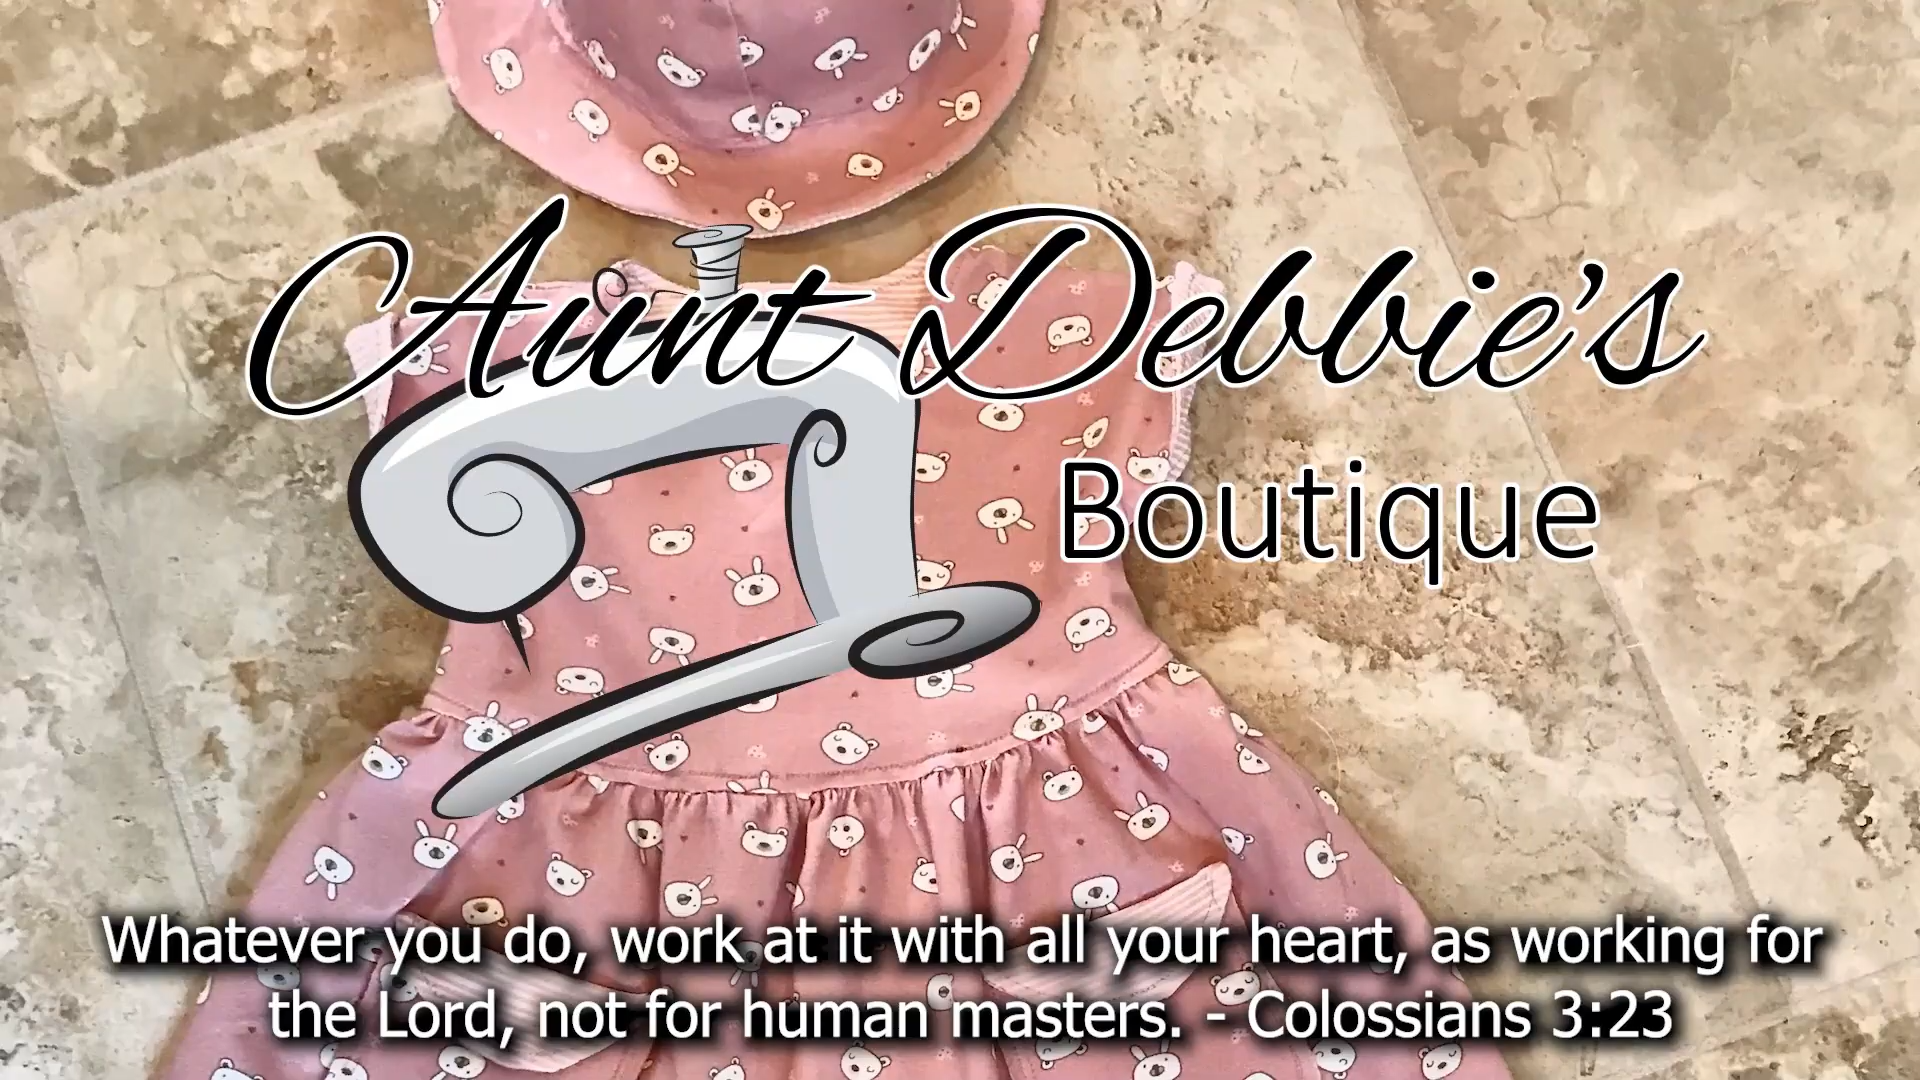 Aunt Debbie's
Boutique
Whatever you do, work at it with all your heart, as working for
the Lord, not for human masters. - Colossians 3:23